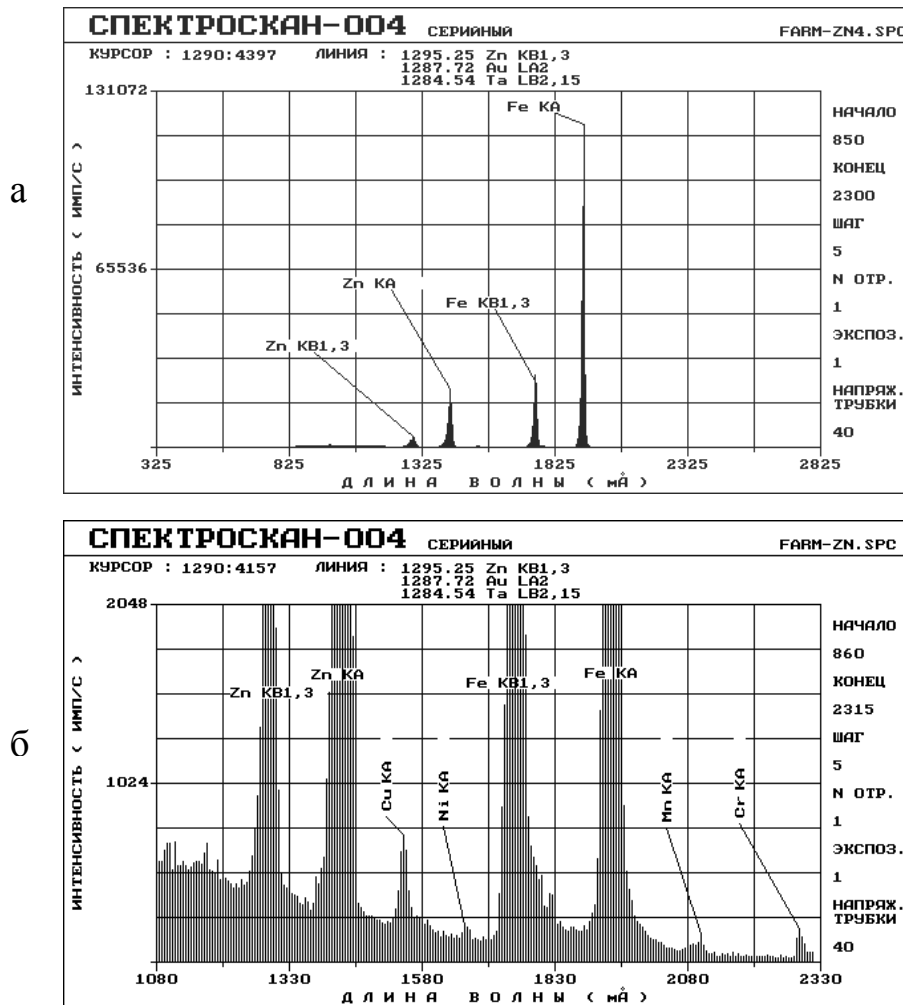 СПЕКТРОСКАН-004 СЕРИЙНЫЙ FARM-ZN4.SPC
КУРСОР : 1290:4397 ЛИНИЯ : 1295.25 Zn KB1,3
1287.72 Au LA2
1284.54 Ta LB2,15
131072
Fe KA
НАЧАЛО
850
КОНЕЦ
2300
ШАГ
5
N ОТР.
1
ЭКСПОЗ.
1
НАПРЯЖ.
ТРУБКИ
40
а
ИНТЕНСИВНОСТЬ ( ИМП/С )
65536
Zn KA
Fe KB1,3
Zn KB1,3
325 825 1325 1825 2325 2825
ДЛИНА ВОЛНЫ ( мÅ )
СПЕКТРОСКАН-004 СЕРИЙНЫЙ FARM-ZN.SPC
КУРСОР : 1290:4157 ЛИНИЯ : 1295.25 Zn KB1,3
1287.72 Au LA2
1284.54 Ta LB2,15
2048
НАЧАЛО
860
КОНЕЦ
2315
ШАГ
5
N ОТР.
1
ЭКСПОЗ.
1
НАПРЯЖ.
ТРУБКИ
40
б
ИНТЕНСИВНОСТЬ ( ИМП/С )
Zn KB1,3
Zn KA
Fe KB1,3
Fe KA
1024
Cu KA
Ni KA
Mn KA
Cr KA
1080 1330 1580 1830 2080 2330
ДЛИНА ВОЛНЫ ( мÅ )